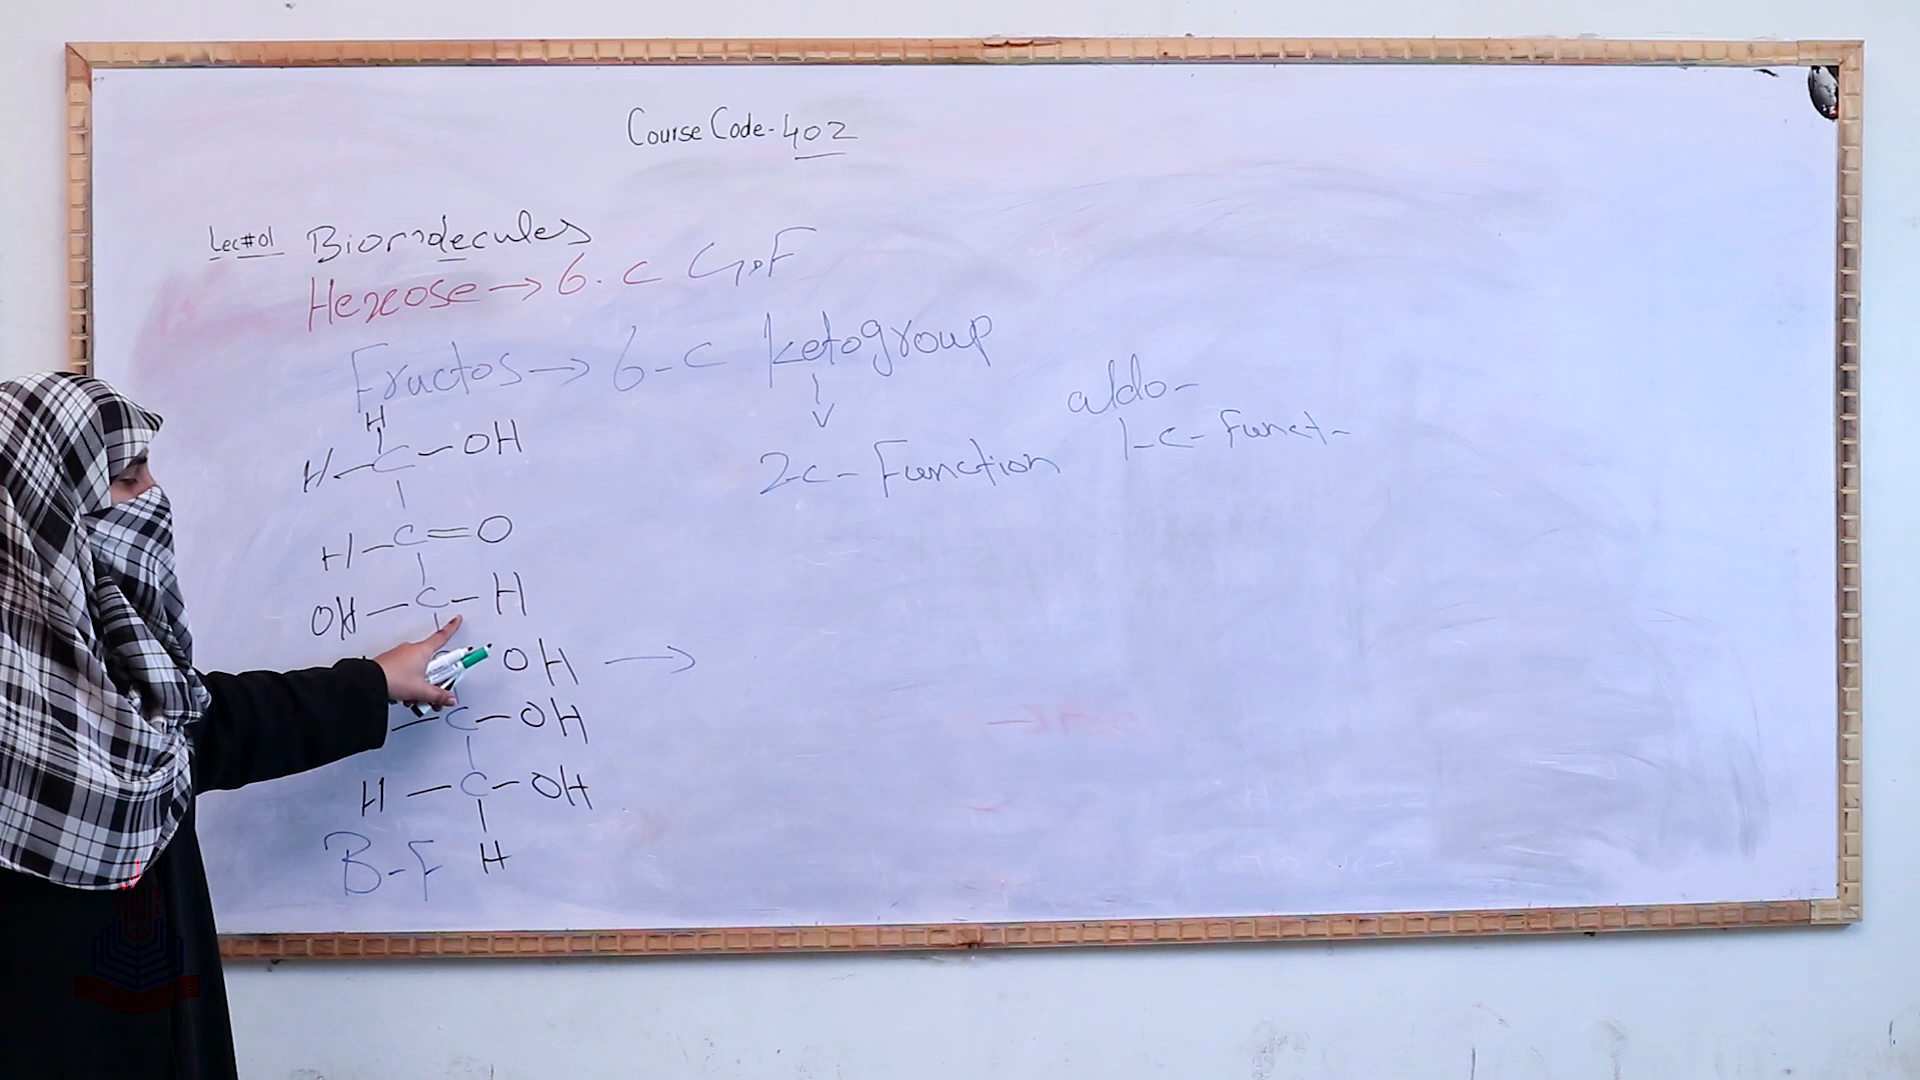 Course Code-402
Lec#01 Biomolecules
Hexose → 6.c G,F
Fructos → 6-c ketogroup
aldo-
2-c-Function 1-c-Funct-
H
H-C-OH
H-C=O
OH-C-H
OH →
C-OH
H-C-OH
H
B-F